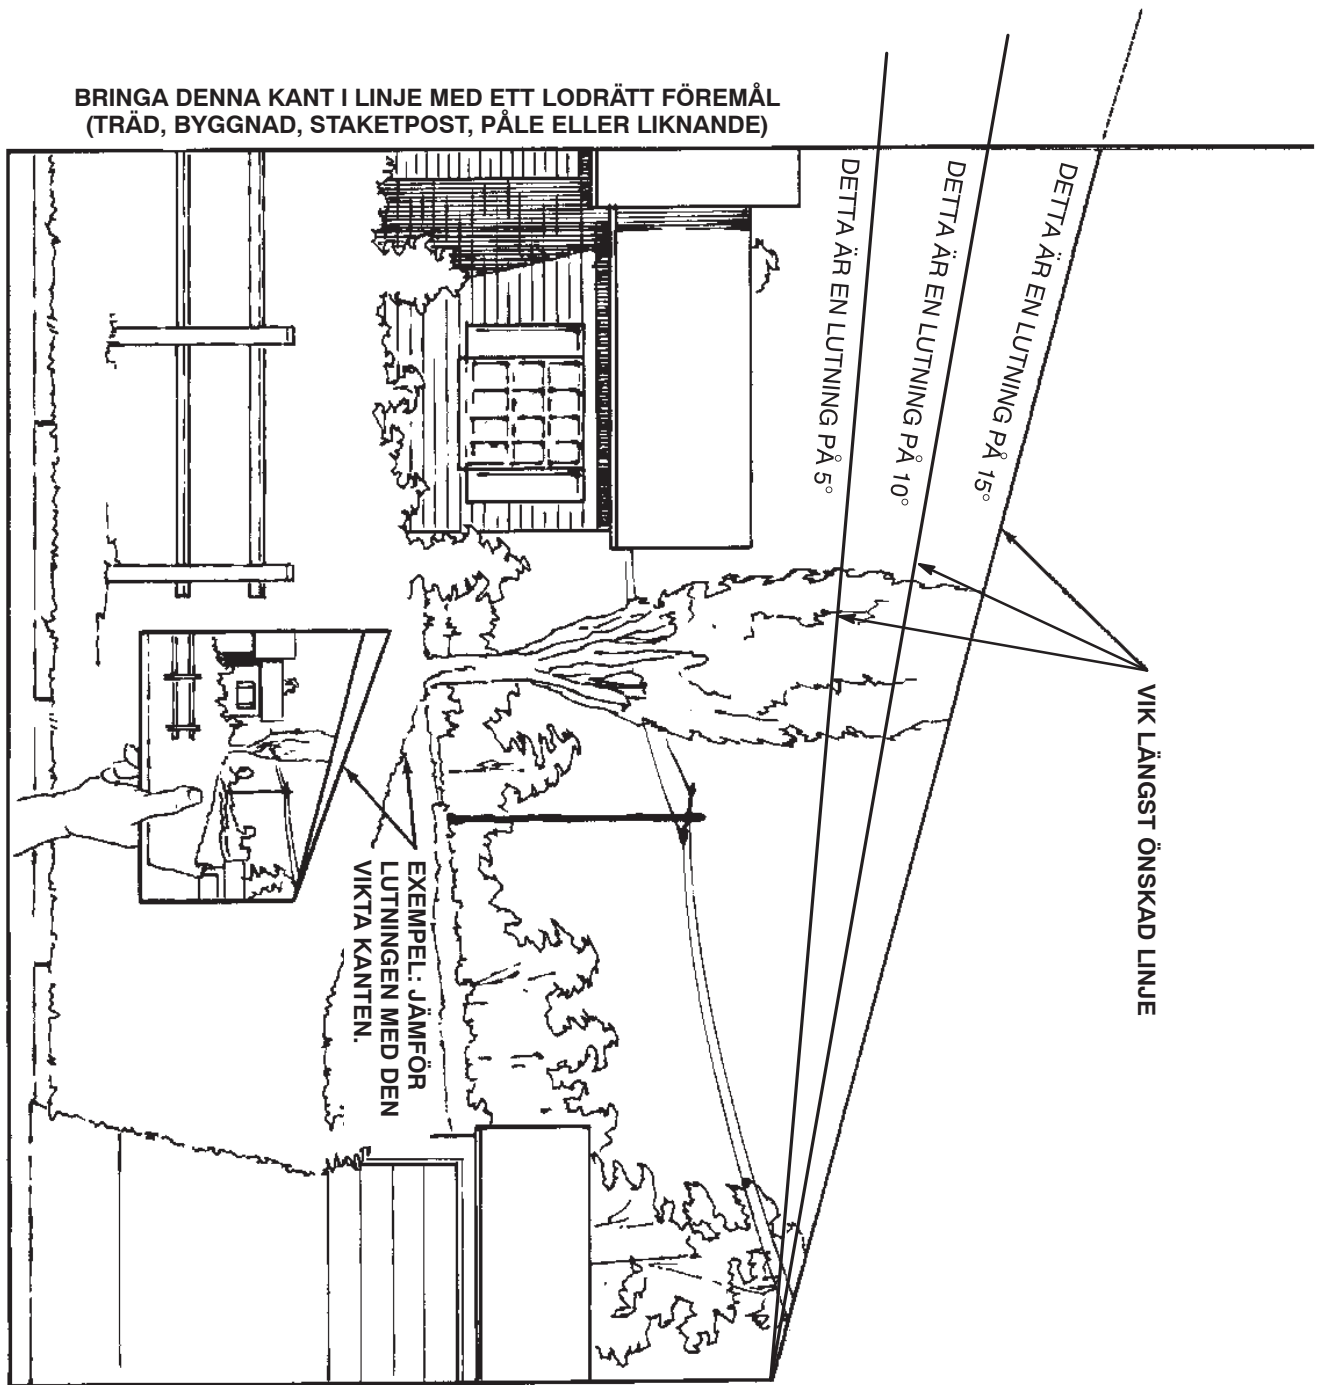 BRINGA DENNA KANT I LINJE MED ETT LODRÄTT FÖREMÅL
(TRÄD, BYGGNAD, STAKETPOST, PÅLE ELLER LIKNANDE)
DETTA ÄR EN LUTNING PÅ 15°
DETTA ÄR EN LUTNING PÅ 10°
DETTA ÄR EN LUTNING PÅ 5°
VIK LÄNGST ÖNSKAD LINJE
EXEMPEL: JÄMFÖR
LUTNINGEN MED DEN
VIKTA KANTEN.